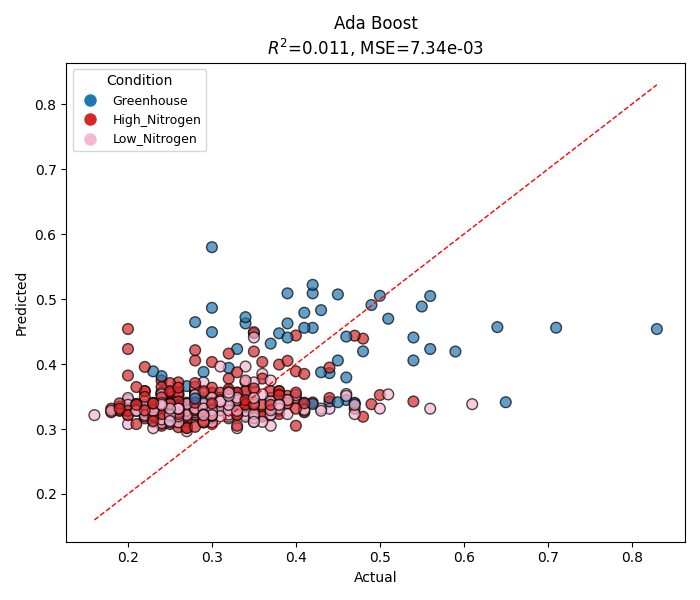 Ada Boost
R²=0.011, MSE=7.34e-03
Condition
Greenhouse
High_Nitrogen
Low_Nitrogen
0.8
0.7
0.6
0.5
0.4
0.3
0.2
Predicted
0.2 0.3 0.4 0.5 0.6 0.7 0.8
Actual